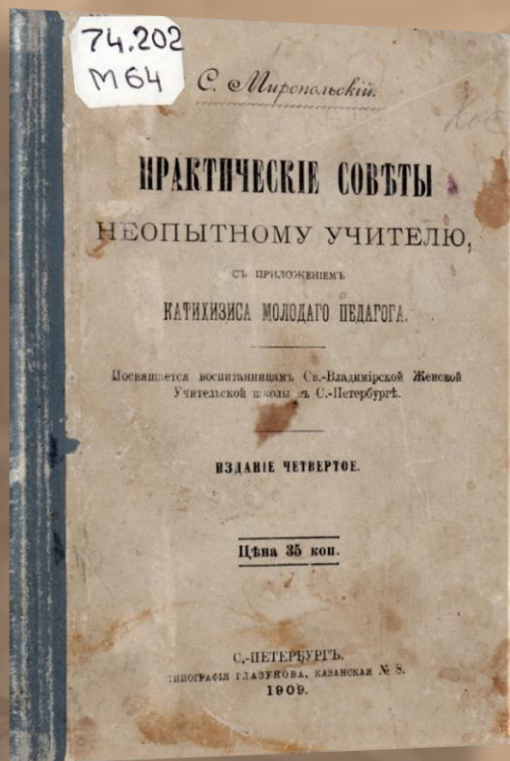 74.202
М64
С. Миропольскій.
ПРАКТИЧЕСКІЕ СОВѢТЫ
НЕОПЫТНОМУ УЧИТЕЛЮ,
СЪ ПРИЛОЖЕНІЕМЪ
КАТИХИЗИСА МОЛОДАГО ПЕДАГОГА.
Посвящается воспитанницамъ Св.-Владимірской Женской
Учительской школы въ С.-Петербургѣ.
ИЗДАНІЕ ЧЕТВЕРТОЕ.
Цѣна 35 коп.
С.-ПЕТЕРБУРГЪ.
ТИПОГРАФІЯ ГЛАЗУНОВА, КАЗАНСКАЯ № 8.
1909.